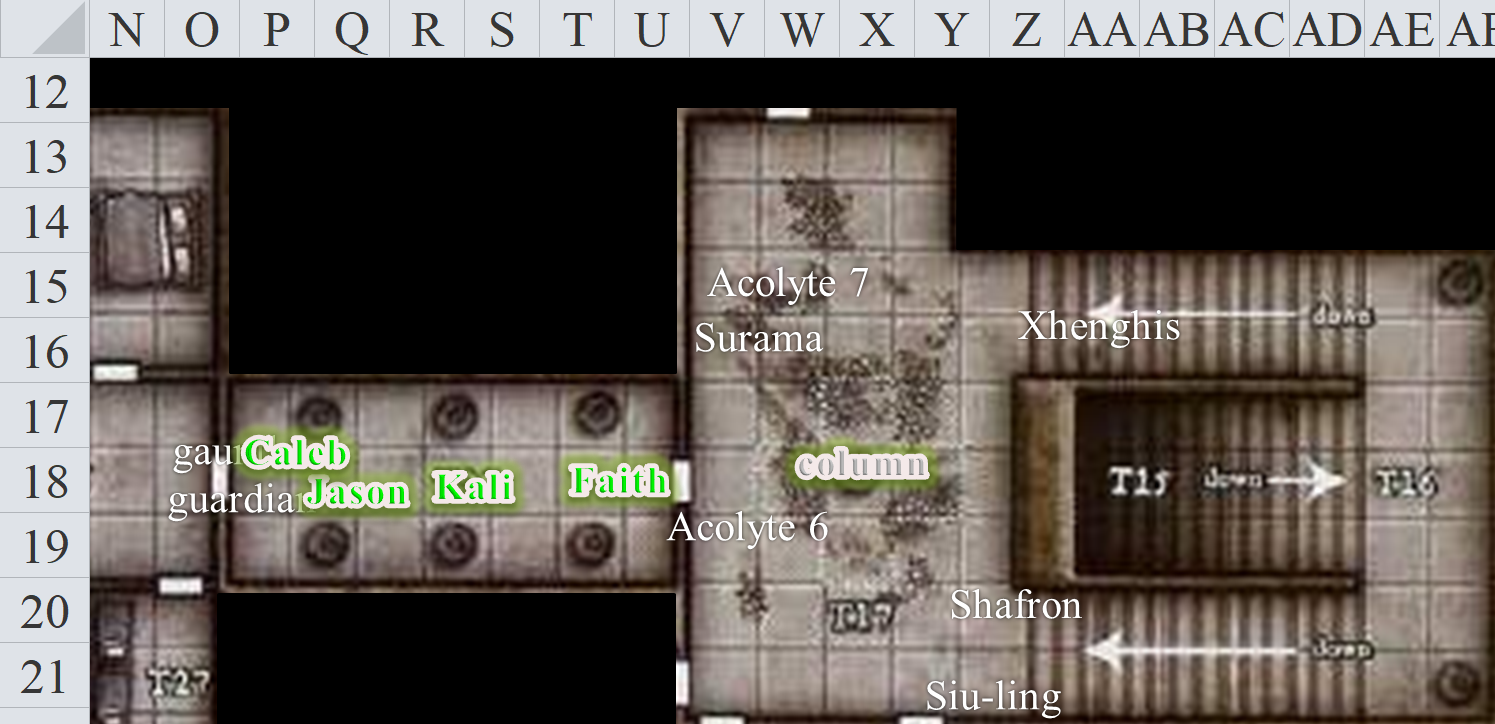 N O P Q R S T U V W X Y Z AA AB AC AD AE
12
13
14
15 Acolyte 7
down
Xhenghis
16 Surama
17
Caleb
18 Jason Kali Faith column T15 down T16
19 Acolyte 6
20 T17 Shafron
down
21 T27 Siu-ling